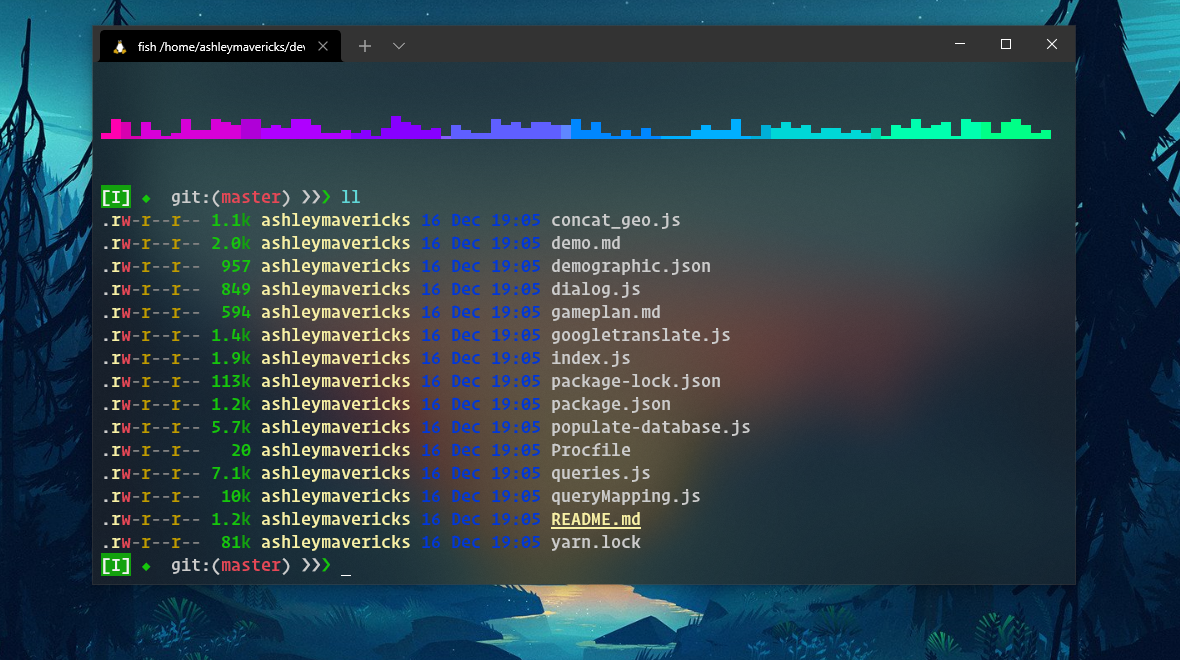 fish /home/ashleymavericks/dev
[I] ◆ git:(master) ❯❯❯ ll
.rw-r--r-- 1.1k ashleymavericks 16 Dec 19:05 concat_geo.js
.rw-r--r-- 2.0k ashleymavericks 16 Dec 19:05 demo.md
.rw-r--r-- 957 ashleymavericks 16 Dec 19:05 demographic.json
.rw-r--r-- 849 ashleymavericks 16 Dec 19:05 dialog.js
.rw-r--r-- 594 ashleymavericks 16 Dec 19:05 gameplan.md
.rw-r--r-- 1.4k ashleymavericks 16 Dec 19:05 googletranslate.js
.rw-r--r-- 1.9k ashleymavericks 16 Dec 19:05 index.js
.rw-r--r-- 113k ashleymavericks 16 Dec 19:05 package-lock.json
.rw-r--r-- 1.2k ashleymavericks 16 Dec 19:05 package.json
.rw-r--r-- 5.7k ashleymavericks 16 Dec 19:05 populate-database.js
.rw-r--r-- 20 ashleymavericks 16 Dec 19:05 Procfile
.rw-r--r-- 7.1k ashleymavericks 16 Dec 19:05 queries.js
.rw-r--r-- 10k ashleymavericks 16 Dec 19:05 queryMapping.js
.rw-r--r-- 1.2k ashleymavericks 16 Dec 19:05 README.md
.rw-r--r-- 81k ashleymavericks 16 Dec 19:05 yarn.lock
[I] ◆ git:(master) ❯❯❯ _